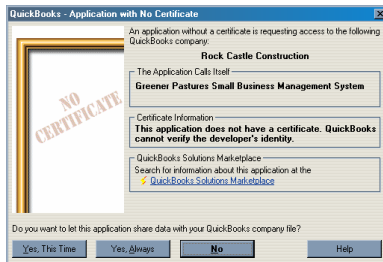 QuickBooks - Application with No Certificate
An application without a certificate is requesting access to the following
QuickBooks company:
Rock Castle Construction
The Application Calls Itself
Greener Pastures Small Business Management System
NO
CERTIFICATE
Certificate Information
This application does not have a certificate. QuickBooks
cannot verify the developer's identity.
QuickBooks Solutions Marketplace
Search for information about this application at the
QuickBooks Solutions Marketplace
Do you want to let this application share data with your QuickBooks company file?
Yes, This Time
Yes, Always
No
Help